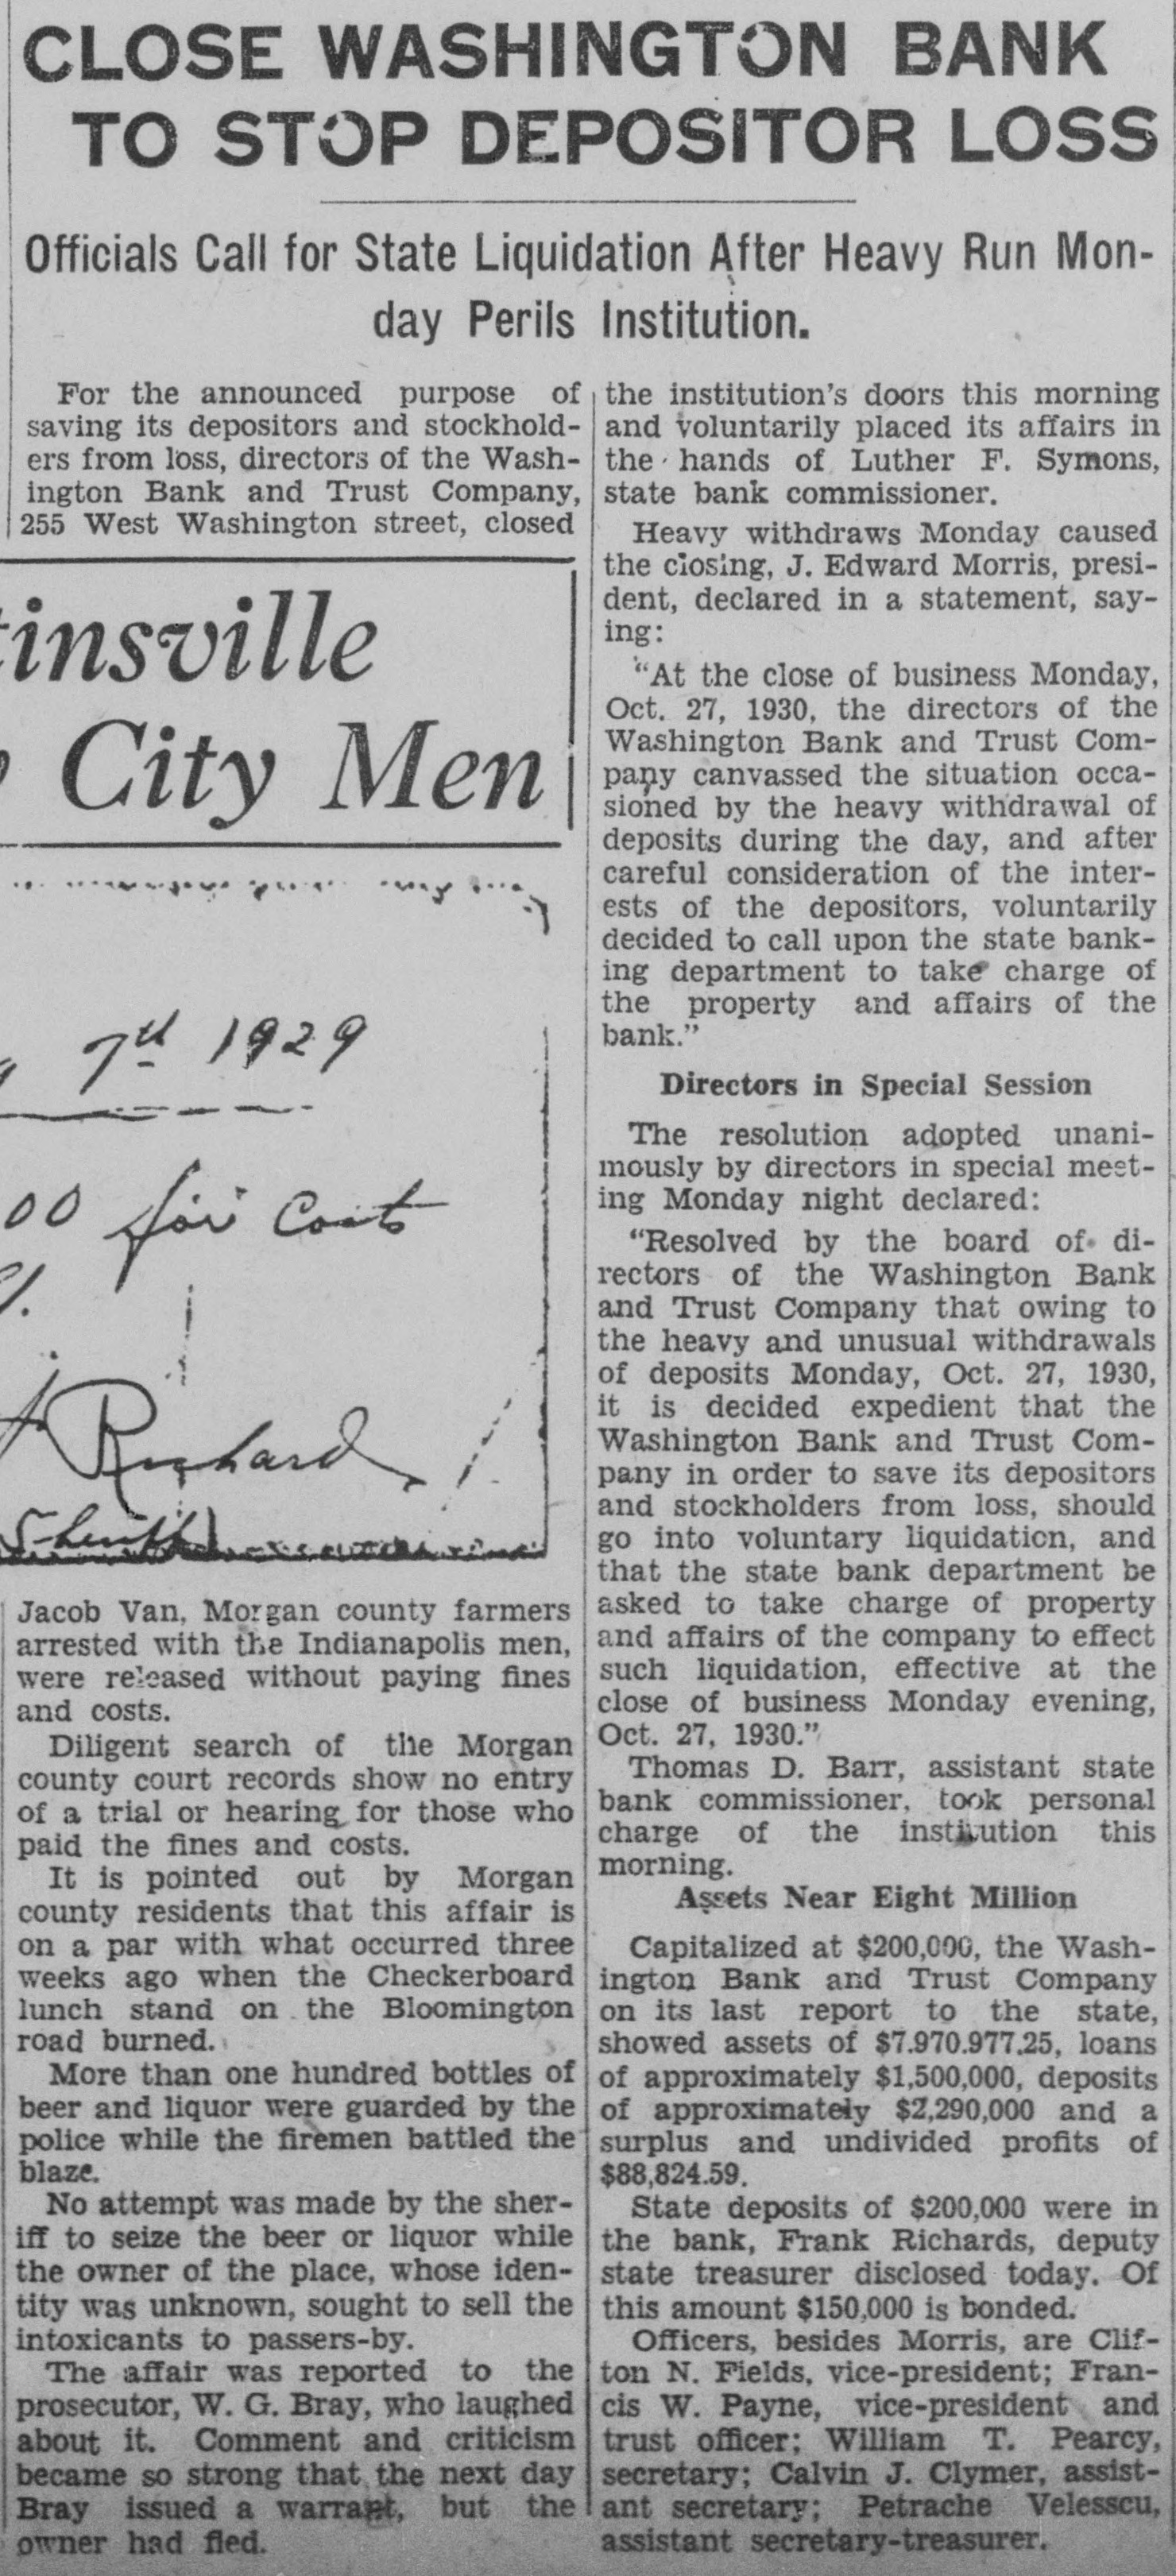 CLOSE WASHINGTON BANK
TO STOP DEPOSITOR LOSS
Officials Call for State Liquidation After Heavy Run Mon-
day Perils Institution.
For the announced purpose of
saving its depositors and stockhold-
ers from loss, directors of the Wash-
ington Bank and Trust Company,
255 West Washington street, closed
the institution's doors this morning
and voluntarily placed its affairs in
the hands of Luther F. Symons,
state bank commissioner.
Heavy withdraws Monday caused
the closing, J. Edward Morris, presi-
dent, declared in a statement, say-
ing:
"At the close of business Monday,
Oct. 27, 1930, the directors of the
Washington Bank and Trust Com-
pany canvassed the situation occa-
sioned by the heavy withdrawal of
deposits during the day, and after
careful consideration of the inter-
ests of the depositors, voluntarily
decided to call upon the state bank-
ing department to take charge of
the property and affairs of the
bank."
Directors in Special Session
The resolution adopted unani-
mously by directors in special meet-
ing Monday night declared:
"Resolved by the board of di-
rectors of the Washington Bank
and Trust Company that owing to
the heavy and unusual withdrawals
of deposits Monday, Oct. 27, 1930,
it is decided expedient that the
Washington Bank and Trust Com-
pany in order to save its depositors
and stockholders from loss, should
go into voluntary liquidation, and
that the state bank department be
asked to take charge of property
and affairs of the company to effect
such liquidation, effective at the
close of business Monday evening,
Oct. 27, 1930."
Thomas D. Barr, assistant state
bank commissioner, took personal
charge of the institution this
morning.
Assets Near Eight Million
Capitalized at $200,000, the Wash-
ington Bank and Trust Company
on its last report to the state,
showed assets of $7.970.977.25, loans
of approximately $1,500,000, deposits
of approximately $2,290,000 and a
surplus and undivided profits of
$88,824.59.
State deposits of $200,000 were in
the bank, Frank Richards, deputy
state treasurer disclosed today. Of
this amount $150,000 is bonded.
Officers, besides Morris, are Clif-
ton N. Fields, vice-president; Fran-
cis W. Payne, vice-president and
trust officer; William T. Pearcy,
secretary; Calvin J. Clymer, assist-
ant secretary; Petrache Velesscu,
assistant secretary-treasurer.
tinsville
City Men
7th 1929
00 for Costs
Richard
Sheriff
Jacob Van, Morgan county farmers
arrested with the Indianapolis men,
were released without paying fines
and costs.
Diligent search of the Morgan
county court records show no entry
of a trial or hearing for those who
paid the fines and costs.
It is pointed out by Morgan
county residents that this affair is
on a par with what occurred three
weeks ago when the Checkerboard
lunch stand on the Bloomington
road burned.
More than one hundred bottles of
beer and liquor were guarded by the
police while the firemen battled the
blaze.
No attempt was made by the sher-
iff to seize the beer or liquor while
the owner of the place, whose iden-
tity was unknown, sought to sell the
intoxicants to passers-by.
The affair was reported to the
prosecutor, W. G. Bray, who laughed
about it. Comment and criticism
became so strong that the next day
Bray issued a warrant, but the
owner had fled.